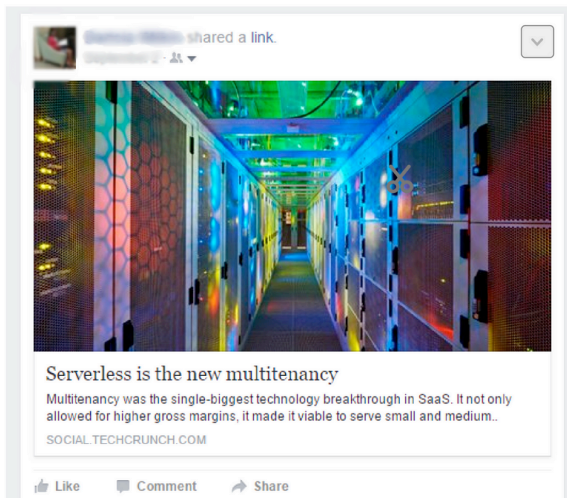 shared a link.
Serverless is the new multitenancy
Multitenancy was the single-biggest technology breakthrough in SaaS. It not only
allowed for higher gross margins, it made it viable to serve small and medium..
SOCIAL.TECHCRUNCH.COM
Like Comment Share